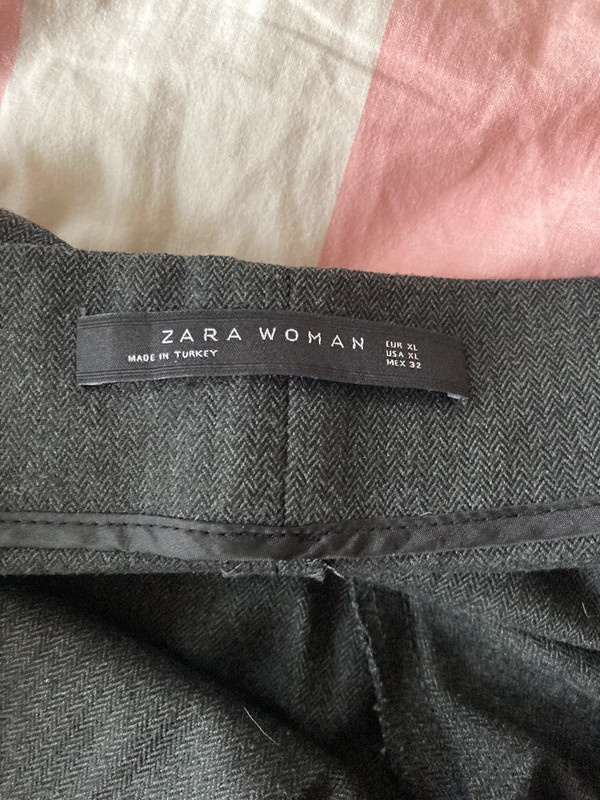 ZARA WOMAN
MADE IN TURKEY
EUR XL
USA XL
MEX 32